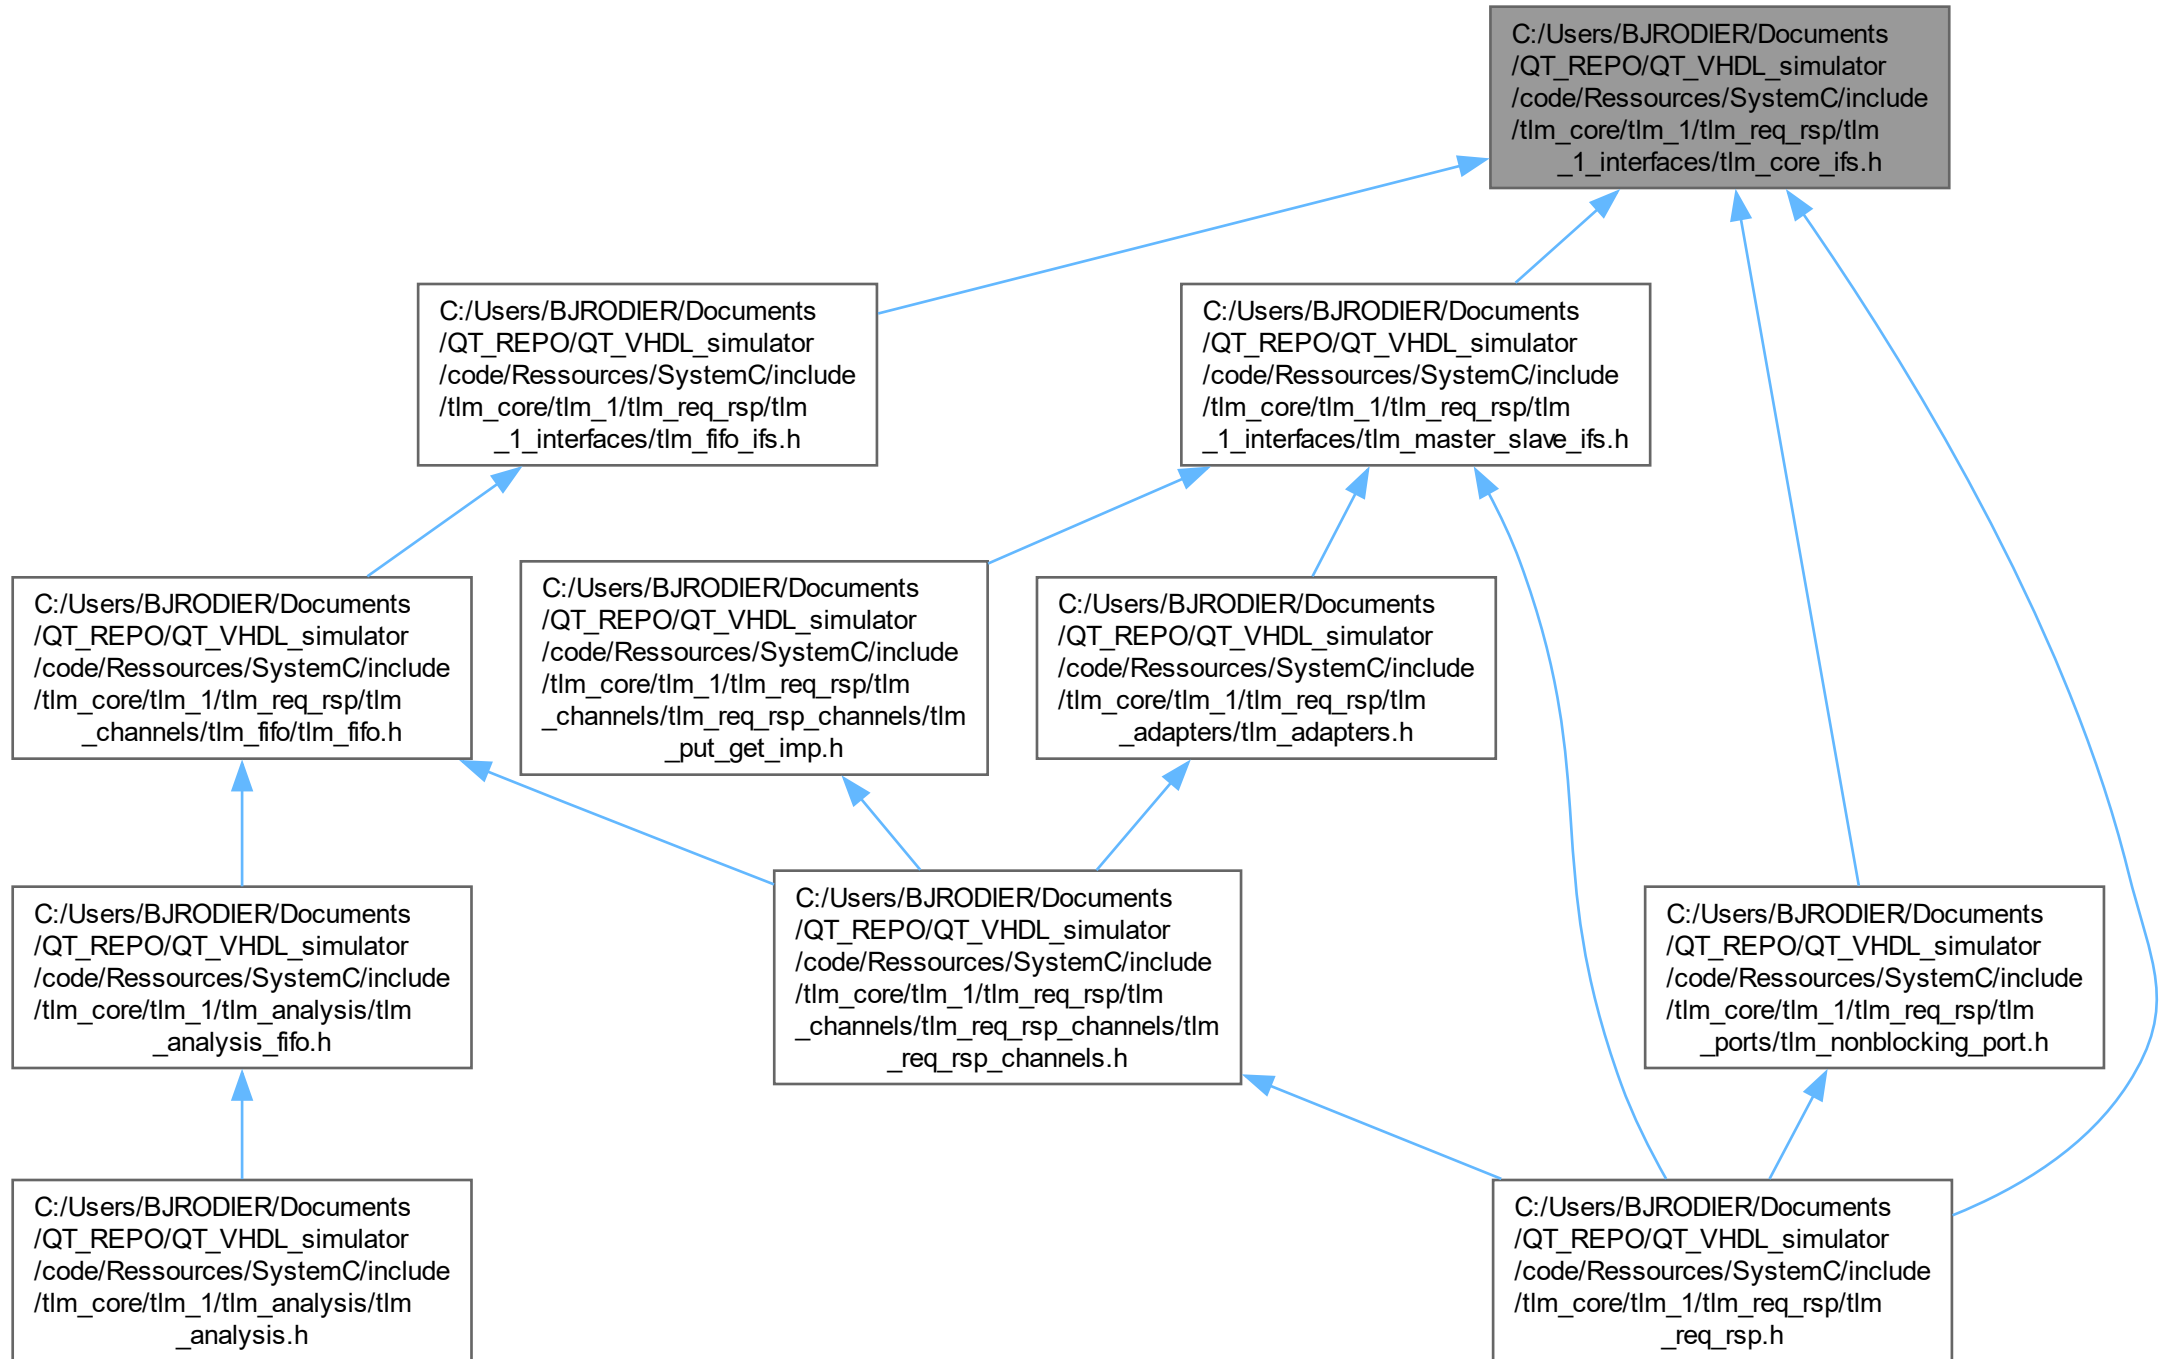 C:/Users/BJRODIER/Documents
/QT_REPO/QT_VHDL_simulator
/code/Ressources/SystemC/include
/tlm_core/tlm_1/tlm_req_rsp/tlm
_1_interfaces/tlm_core_ifs.h
C:/Users/BJRODIER/Documents
/QT_REPO/QT_VHDL_simulator
/code/Ressources/SystemC/include
/tlm_core/tlm_1/tlm_req_rsp/tlm
_1_interfaces/tlm_fifo_ifs.h
C:/Users/BJRODIER/Documents
/QT_REPO/QT_VHDL_simulator
/code/Ressources/SystemC/include
/tlm_core/tlm_1/tlm_req_rsp/tlm
_1_interfaces/tlm_master_slave_ifs.h
C:/Users/BJRODIER/Documents
/QT_REPO/QT_VHDL_simulator
/code/Ressources/SystemC/include
/tlm_core/tlm_1/tlm_req_rsp/tlm
_channels/tlm_fifo/tlm_fifo.h
C:/Users/BJRODIER/Documents
/QT_REPO/QT_VHDL_simulator
/code/Ressources/SystemC/include
/tlm_core/tlm_1/tlm_req_rsp/tlm
_channels/tlm_req_rsp_channels/tlm
_put_get_imp.h
C:/Users/BJRODIER/Documents
/QT_REPO/QT_VHDL_simulator
/code/Ressources/SystemC/include
/tlm_core/tlm_1/tlm_req_rsp/tlm
_adapters/tlm_adapters.h
C:/Users/BJRODIER/Documents
/QT_REPO/QT_VHDL_simulator
/code/Ressources/SystemC/include
/tlm_core/tlm_1/tlm_analysis/tlm
_analysis_fifo.h
C:/Users/BJRODIER/Documents
/QT_REPO/QT_VHDL_simulator
/code/Ressources/SystemC/include
/tlm_core/tlm_1/tlm_req_rsp/tlm
_channels/tlm_req_rsp_channels/tlm
_req_rsp_channels.h
C:/Users/BJRODIER/Documents
/QT_REPO/QT_VHDL_simulator
/code/Ressources/SystemC/include
/tlm_core/tlm_1/tlm_req_rsp/tlm
_ports/tlm_nonblocking_port.h
C:/Users/BJRODIER/Documents
/QT_REPO/QT_VHDL_simulator
/code/Ressources/SystemC/include
/tlm_core/tlm_1/tlm_analysis/tlm
_analysis.h
C:/Users/BJRODIER/Documents
/QT_REPO/QT_VHDL_simulator
/code/Ressources/SystemC/include
/tlm_core/tlm_1/tlm_req_rsp/tlm
_req_rsp.h